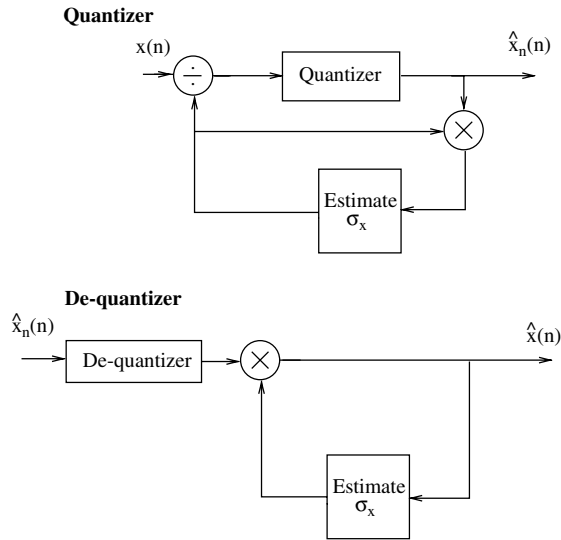 Quantizer
x(n)
÷
Quantizer
x̂ₙ(n)
×
Estimate
σₓ
De-quantizer
x̂ₙ(n)
De-quantizer
×
x̂(n)
Estimate
σₓ